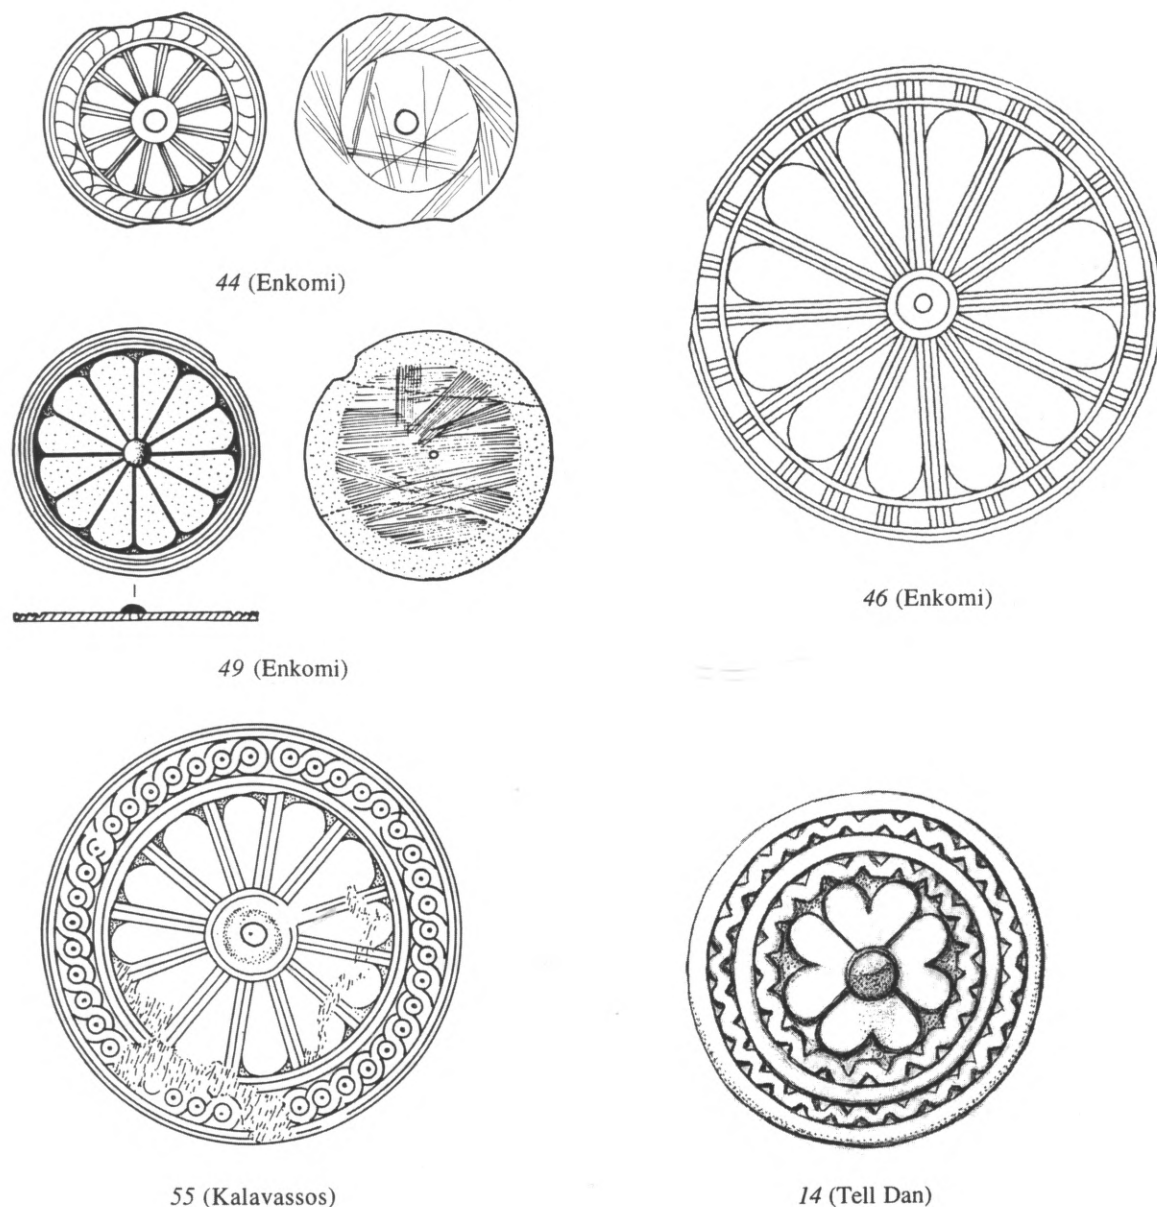 44 (Enkomi)
46 (Enkomi)
49 (Enkomi)
55 (Kalavassos)
14 (Tell Dan)